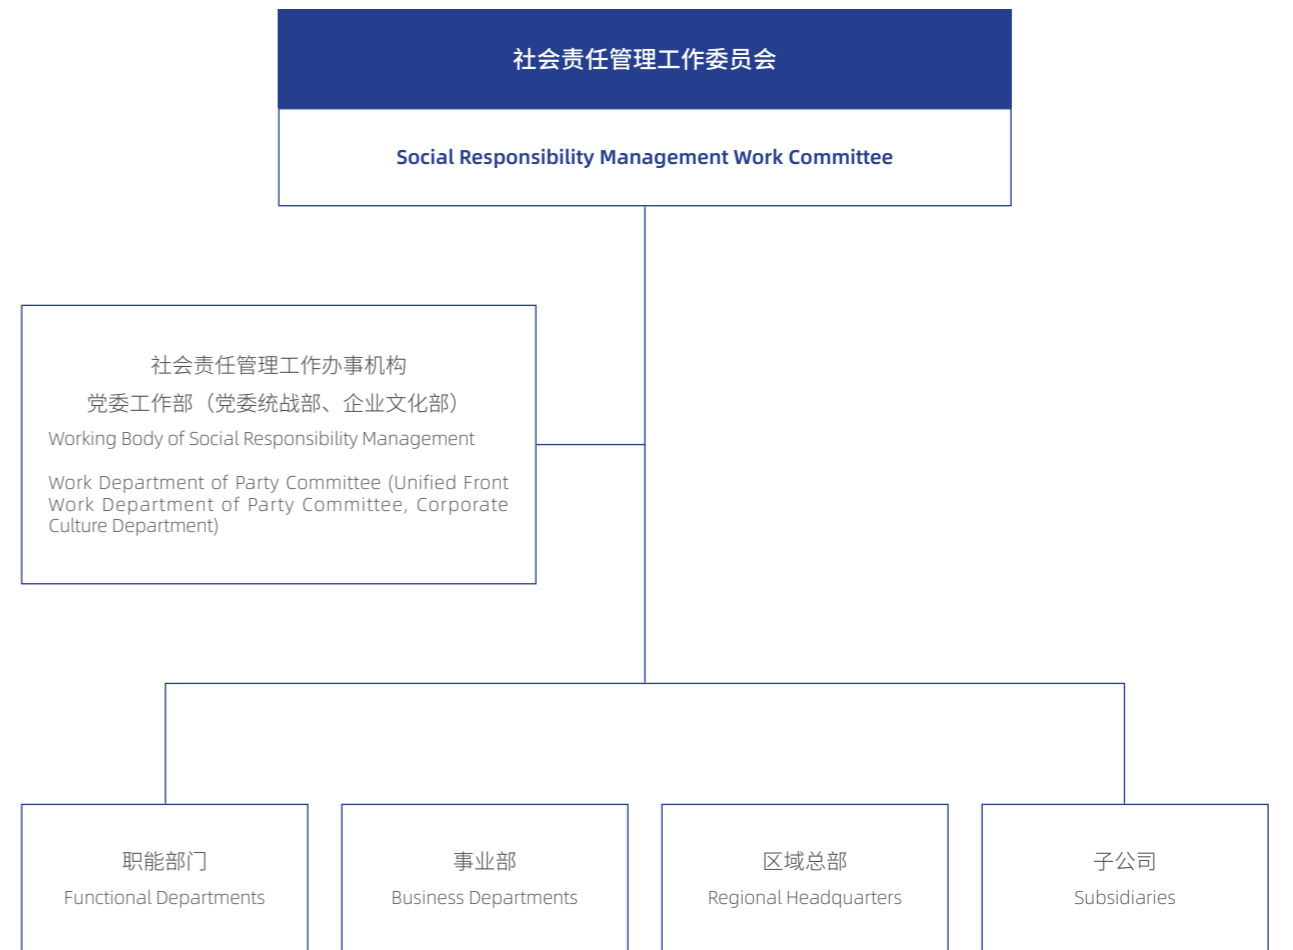 社会责任管理工作委员会
Social Responsibility Management Work Committee
社会责任管理工作办事机构
党委工作部（党委统战部、企业文化部）
Working Body of Social Responsibility Management
Work Department of Party Committee (Unified Front
Work Department of Party Committee, Corporate
Culture Department)
职能部门
Functional Departments
事业部
Business Departments
区域总部
Regional Headquarters
子公司
Subsidiaries